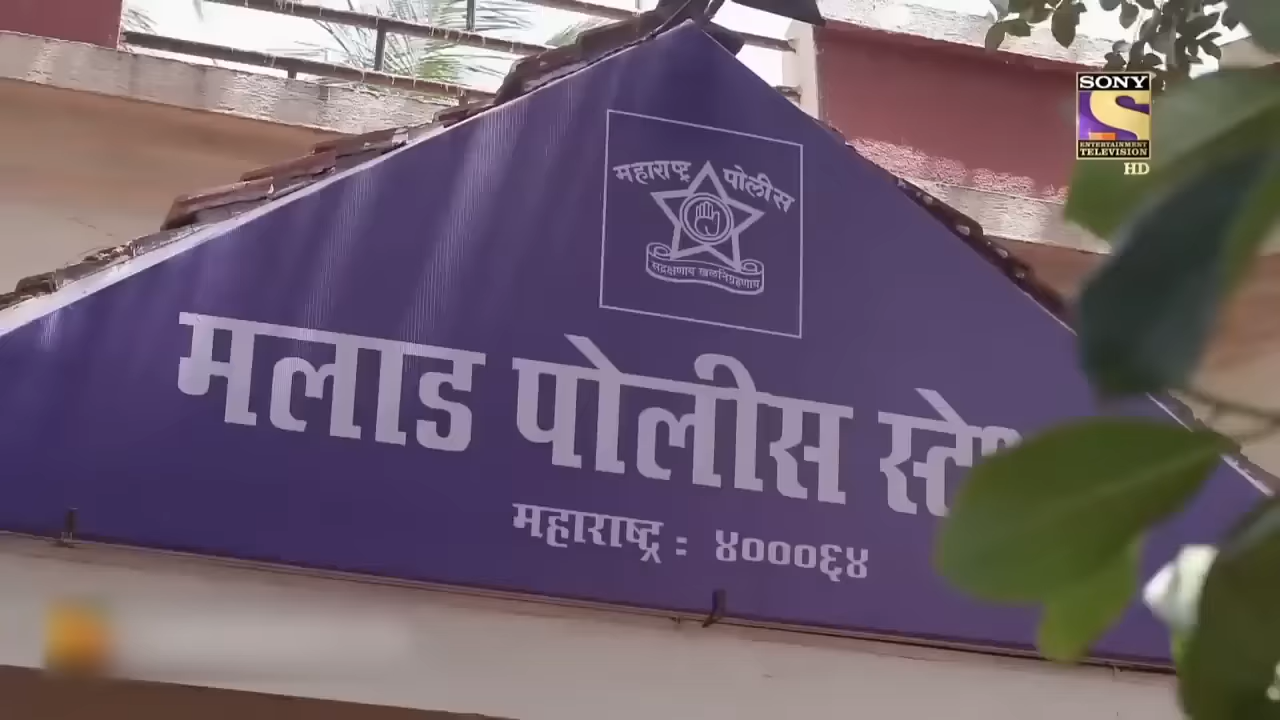 SONY
ENTERTAINMENT
TELEVISION
HD
महाराष्ट्र पोलीस
सद्रक्षणाय खलनिग्रहणाय
मलाड पोलीस
महाराष्ट्र : ४०००६४